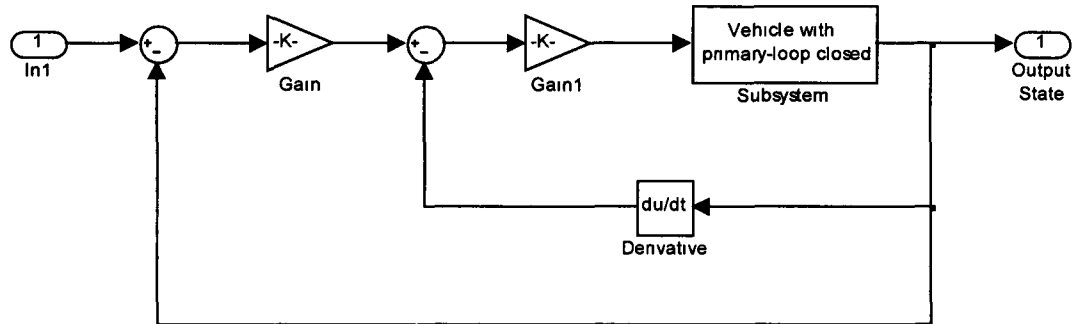 1
In1
+
-
-K-
Gain
+
-
-K-
Gain1
Vehicle with
primary-loop closed
Subsystem
1
Output
State
du/dt
Derivative